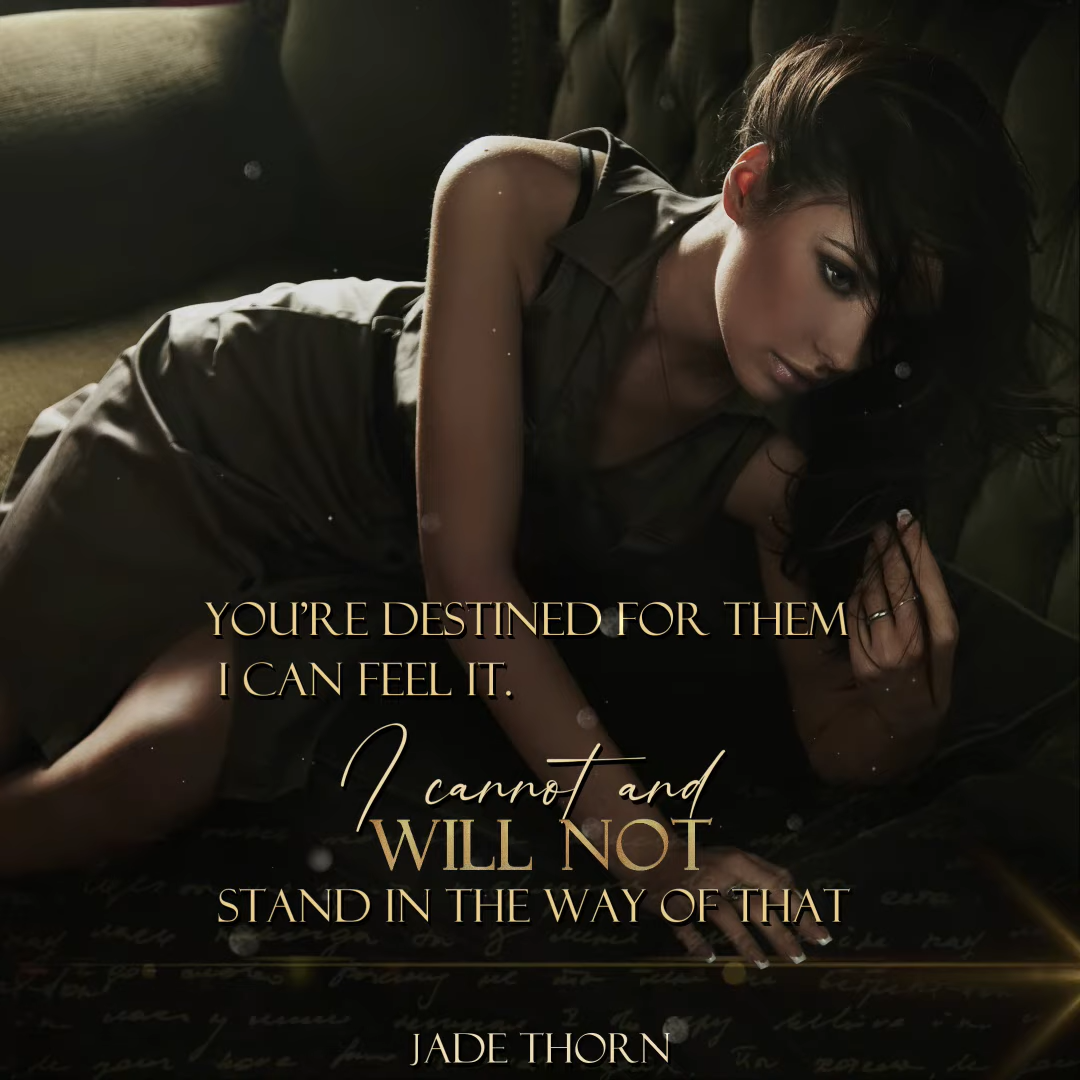 YOU'RE DESTINED FOR THEM
I CAN FEEL IT.
I cannot and
WILL NOT
STAND IN THE WAY OF THAT
JADE THORN